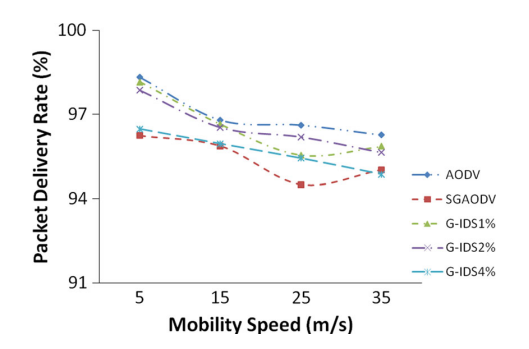 100
97
94
91
Packet Delivery Rate (%)
5 15 25 35
Mobility Speed (m/s)
AODV
SGAODV
G-IDS1%
G-IDS2%
G-IDS4%